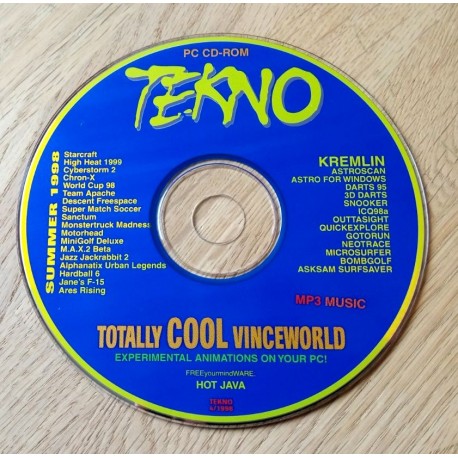 PC CD-ROM
TEKNO
SUMMER 1998
Starcraft
High Heat 1999
Cyberstorm 2
Chron-X
World Cup 98
Team Apache
Descent Freespace
Super Match Soccer
Sanctum
Monstertruck Madness
Motorhead
MiniGolf Deluxe
M.A.X.2 Beta
Jazz Jackrabbit 2
Alphanatix Urban Legends
Hardball 6
Jane's F-15
Ares Rising
KREMLIN
ASTROSCAN
ASTRO FOR WINDOWS
DARTS 95
3D DARTS
SNOOKER
ICQ98a
OUTTASIGHT
QUICKEXPLORE
GOTORUN
NEOTRACE
MICROSURFER
BOMBGOLF
ASKSAM SURFSAVER
MP3 MUSIC
TOTALLY COOL VINCEWORLD
EXPERIMENTAL ANIMATIONS ON YOUR PC!
FREEyourmindWARE.
HOT JAVA
TEKNO
4/1998